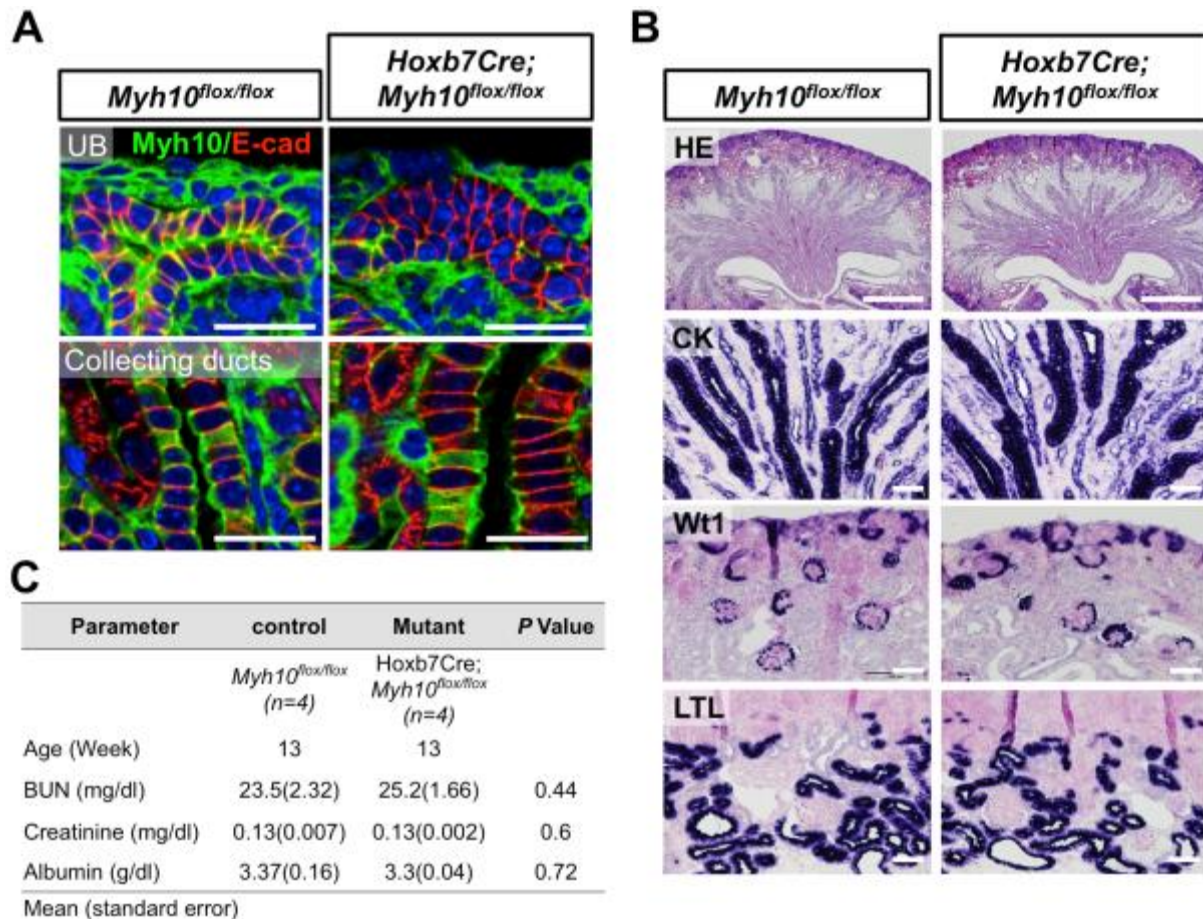 A
Myh10flox/flox
Hoxb7Cre;
Myh10flox/flox
UB
Myh10/E-cad
Collecting ducts
B
Myh10flox/flox
Hoxb7Cre;
Myh10flox/flox
HE
CK
Wt1
LTL
C
Parameter control Mutant P Value
Myh10flox/flox
(n=4)
Hoxb7Cre;
Myh10flox/flox
(n=4)
Age (Week) 13 13
BUN (mg/dl) 23.5(2.32) 25.2(1.66) 0.44
Creatinine (mg/dl) 0.13(0.007) 0.13(0.002) 0.6
Albumin (g/dl) 3.37(0.16) 3.3(0.04) 0.72
Mean (standard error)